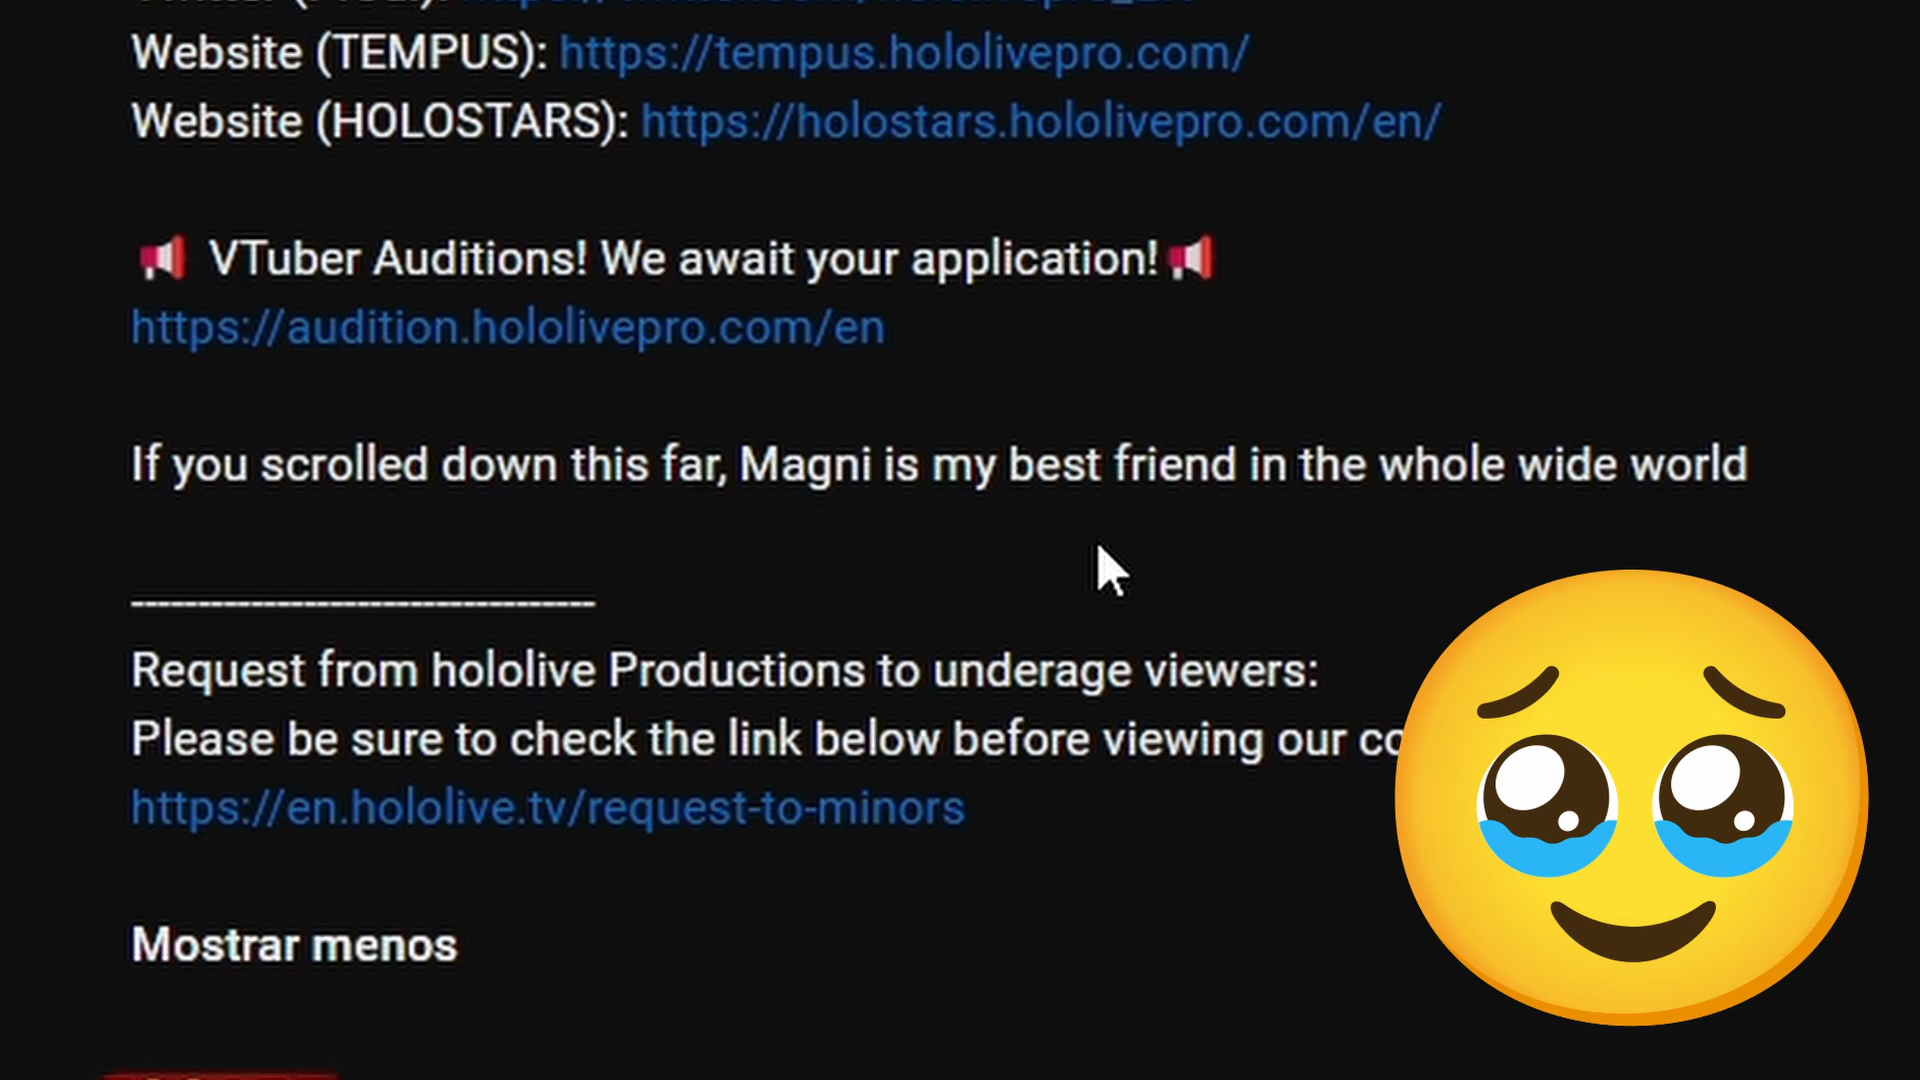 Website (TEMPUS): https://tempus.hololivepro.com/
Website (HOLOSTARS): https://holostars.hololivepro.com/en/
📢 VTuber Auditions! We await your application!📢
https://audition.hololivepro.com/en
If you scrolled down this far, Magni is my best friend in the whole wide world
-----------------------------------
Request from hololive Productions to underage viewers:
Please be sure to check the link below before viewing our
https://en.hololive.tv/request-to-minors
Mostrar menos